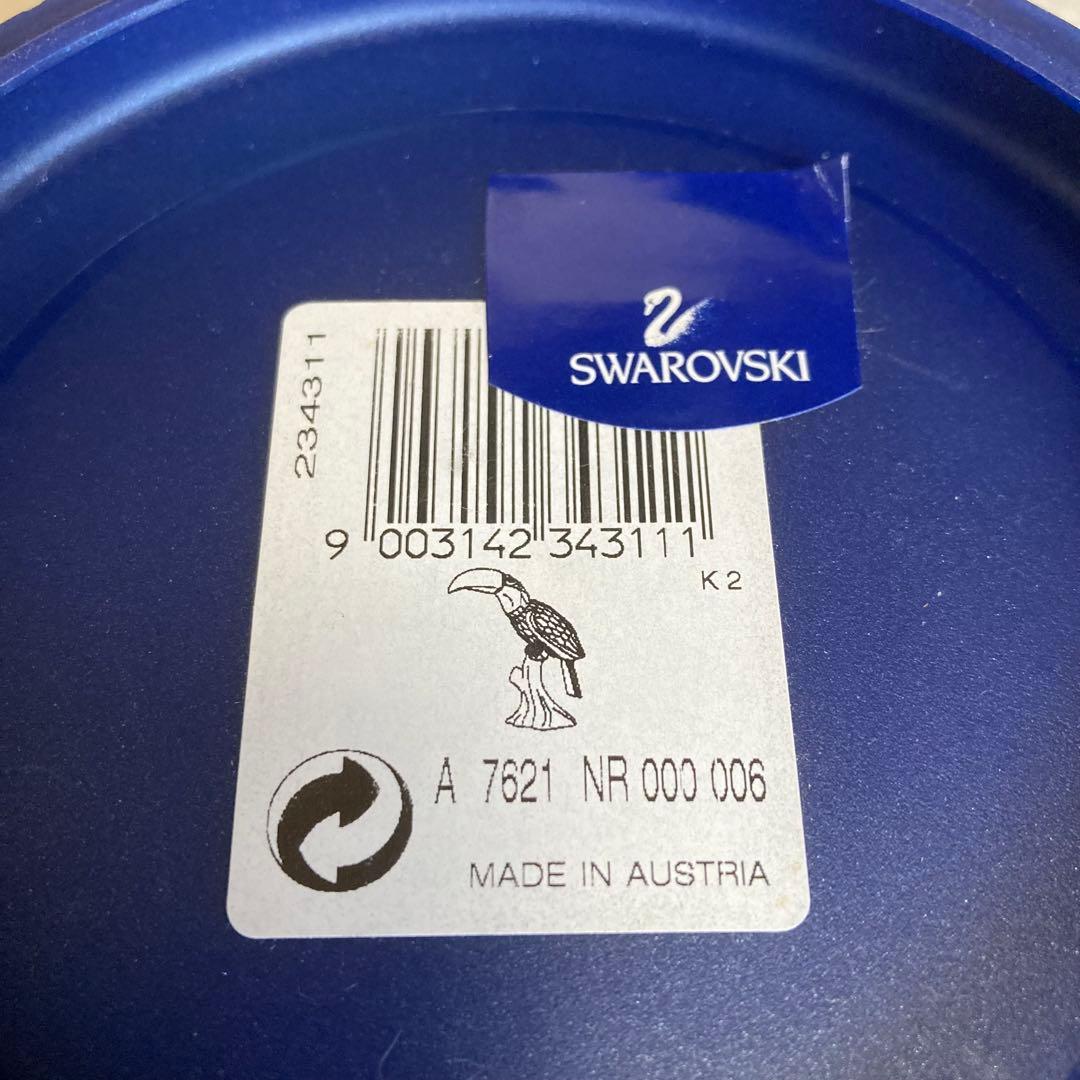 SWAROVSKI
234311
9 003142 343111
K2
A 7621 NR 000 006
MADE IN AUSTRIA